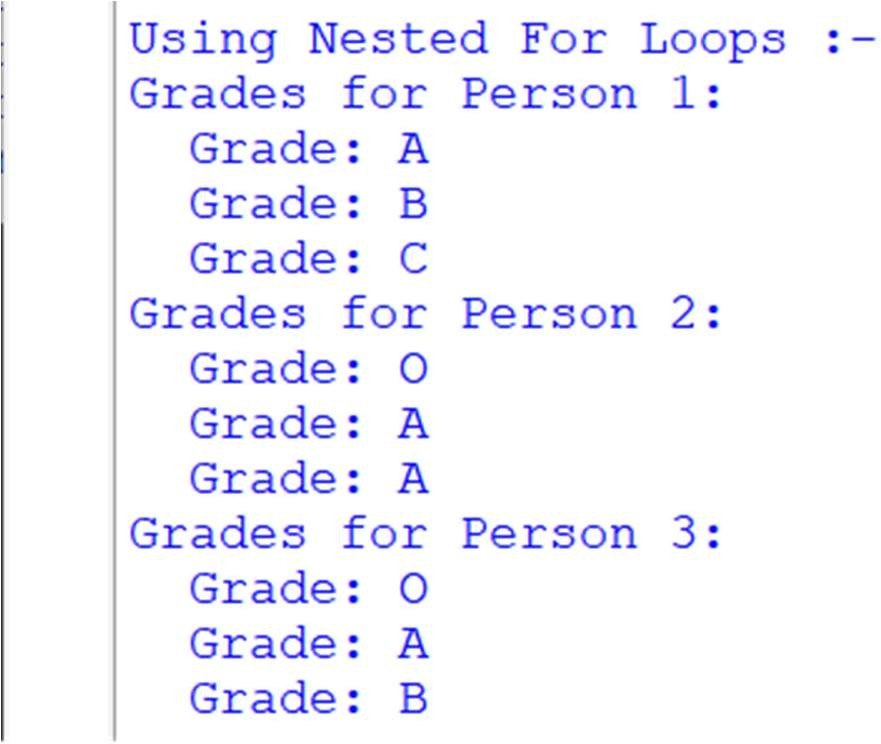 Using Nested For Loops :-
Grades for Person 1:
  Grade: A
  Grade: B
  Grade: C
Grades for Person 2:
  Grade: O
  Grade: A
  Grade: A
Grades for Person 3:
  Grade: O
  Grade: A
  Grade: B